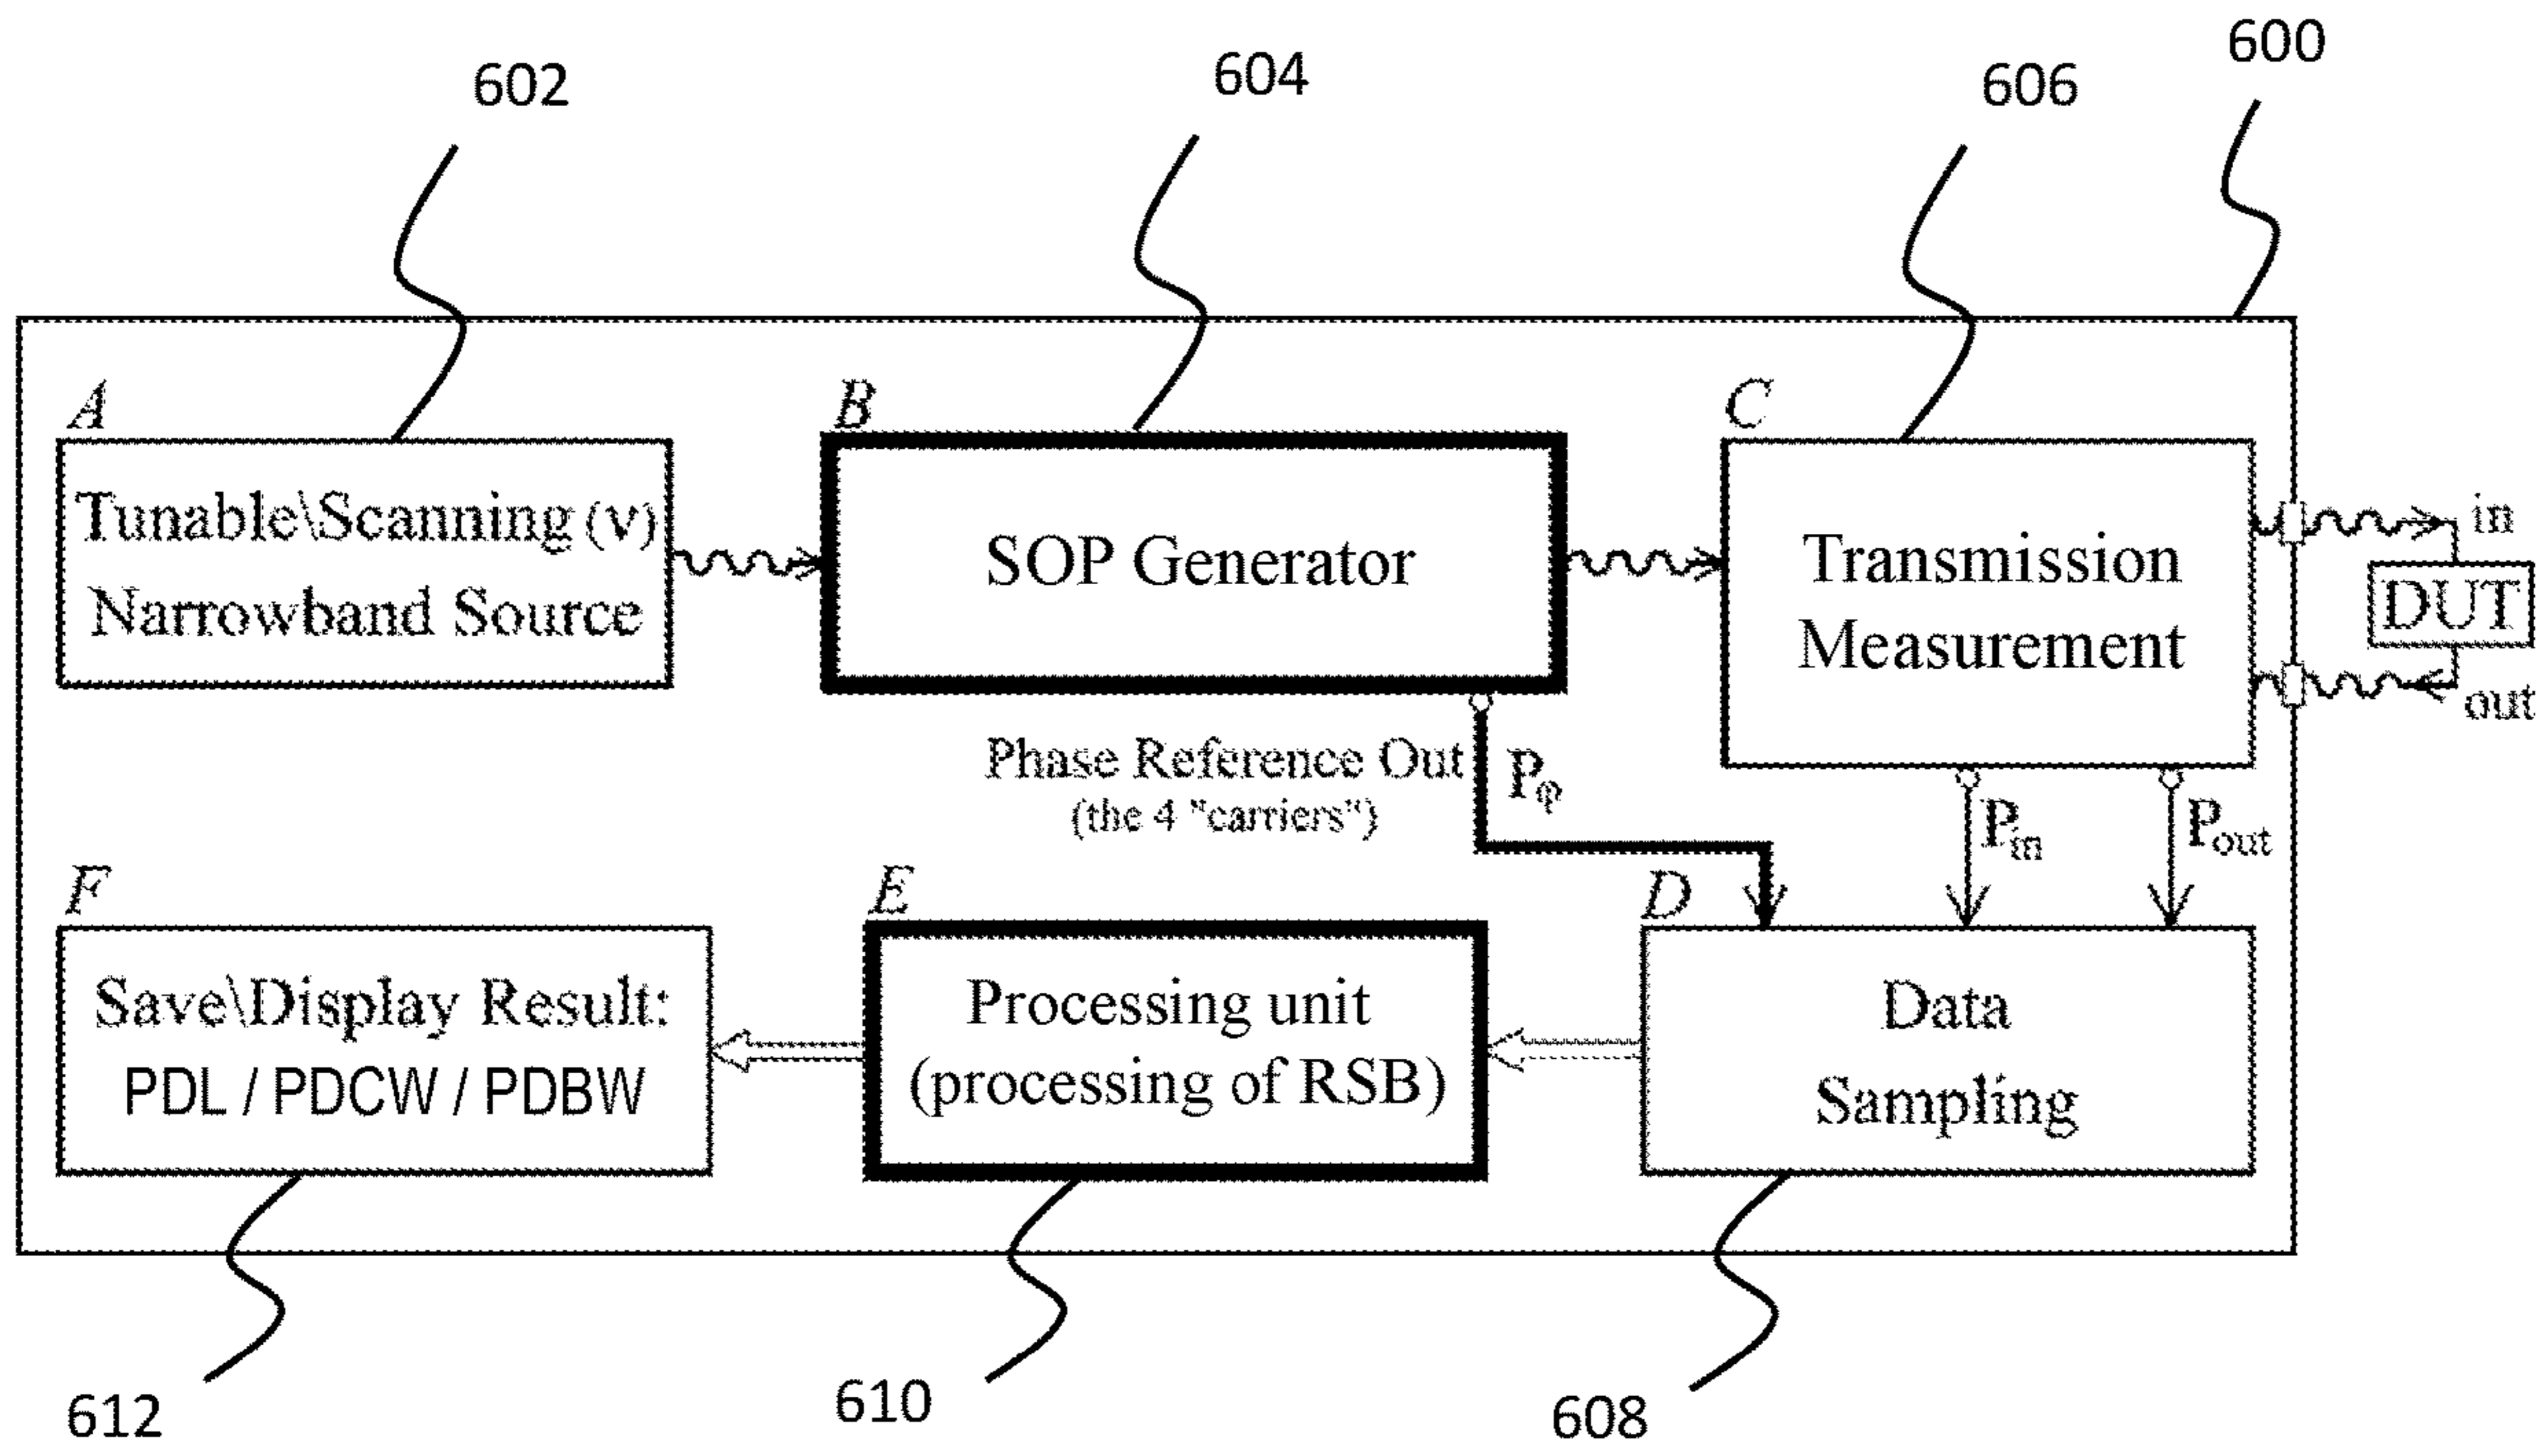 600
602
604
606
A
B
C
Tunable\Scanning (ν)
Narrowband Source
SOP Generator
Transmission
Measurement
in
DUT
out
Phase Reference Out
(the 4 "carriers")
Pφ
Pin
Pout
F
E
D
Save\Display Result:
PDL / PDCW / PDBW
Processing unit
(processing of RSB)
Data
Sampling
612
610
608